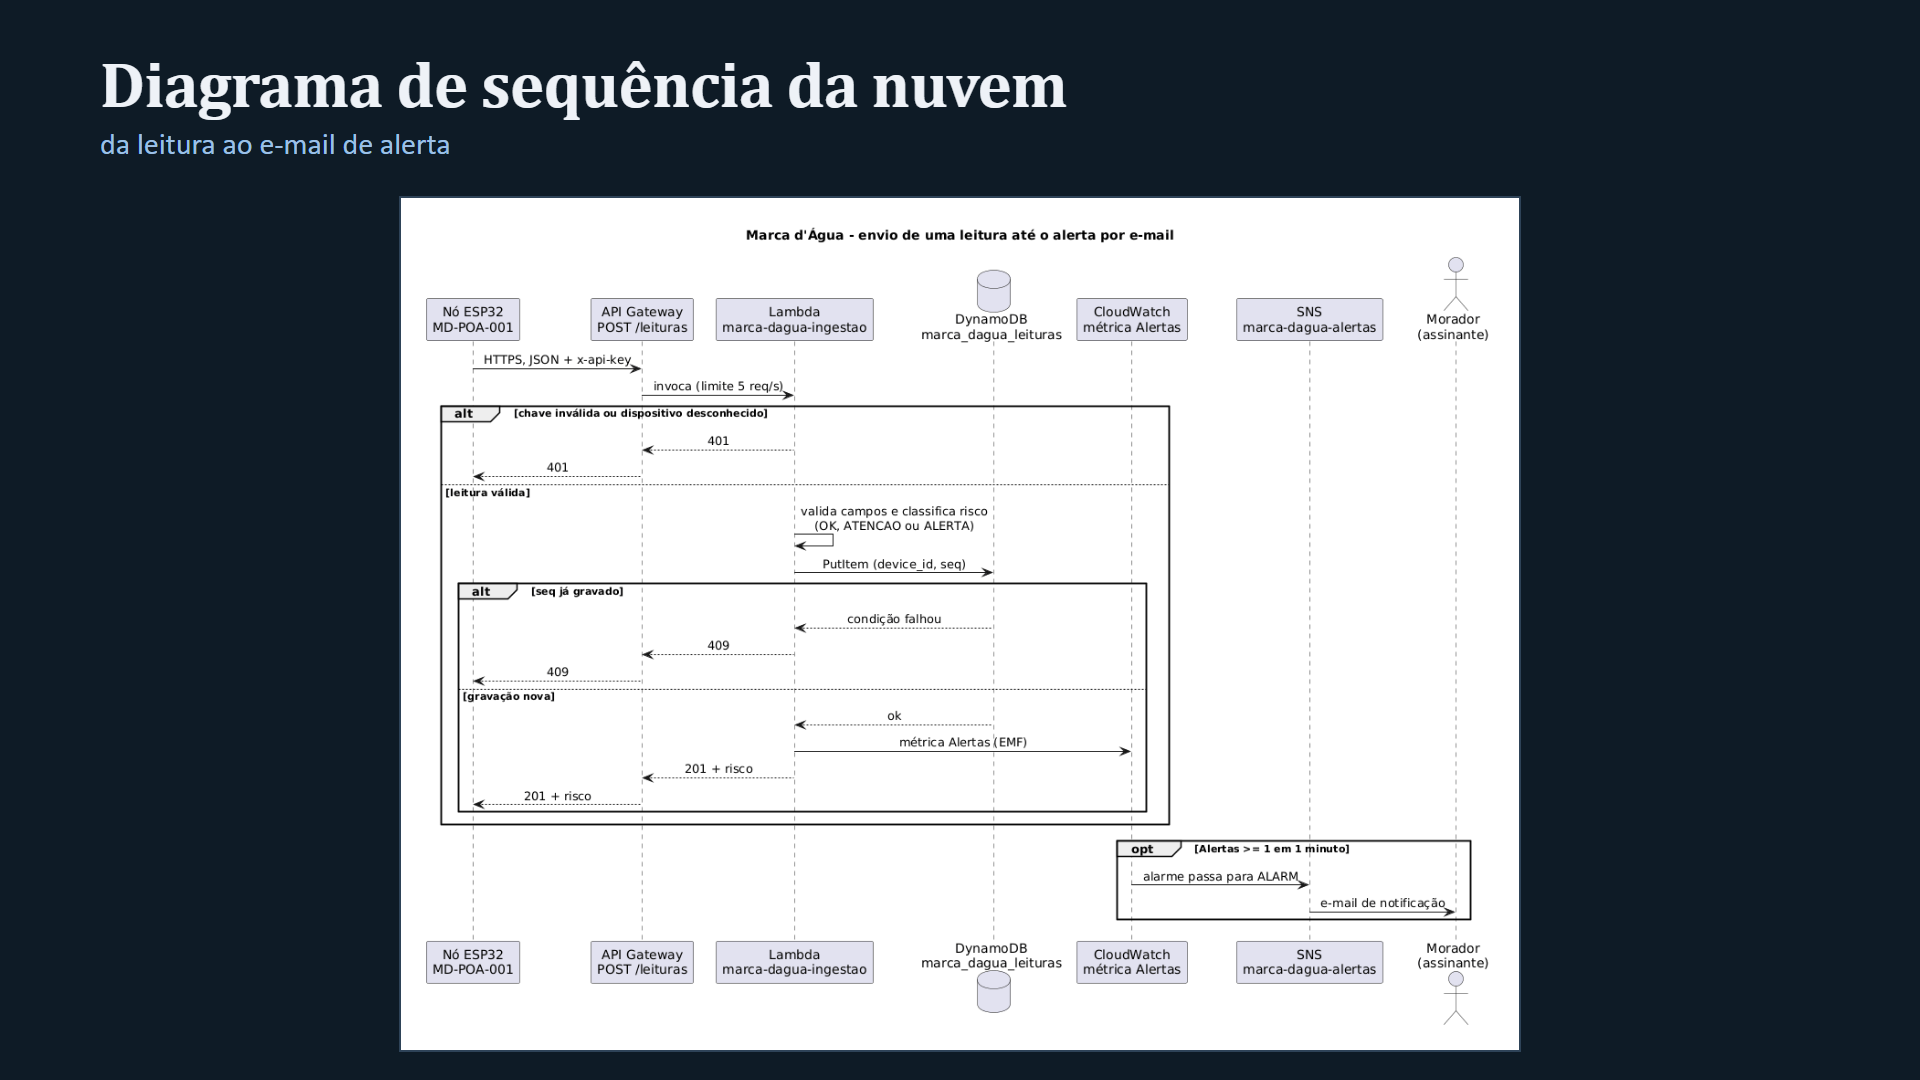 Diagrama de sequência da nuvem
da leitura ao e-mail de alerta
Marca d'Água - envio de uma leitura até o alerta por e-mail
Nó ESP32
MD-POA-001
API Gateway
POST /leituras
Lambda
marca-dagua-ingestao
DynamoDB
marca_dagua_leituras
CloudWatch
métrica Alertas
SNS
marca-dagua-alertas
Morador
(assinante)
HTTPS, JSON + x-api-key
invoca (limite 5 req/s)
alt [chave inválida ou dispositivo desconhecido]
401
401
[leitura válida]
valida campos e classifica risco
(OK, ATENCAO ou ALERTA)
PutItem (device_id, seq)
alt [seq já gravado]
condição falhou
409
409
[gravação nova]
ok
métrica Alertas (EMF)
201 + risco
201 + risco
opt [Alertas >= 1 em 1 minuto]
alarme passa para ALARM
e-mail de notificação
Nó ESP32
MD-POA-001
API Gateway
POST /leituras
Lambda
marca-dagua-ingestao
DynamoDB
marca_dagua_leituras
CloudWatch
métrica Alertas
SNS
marca-dagua-alertas
Morador
(assinante)